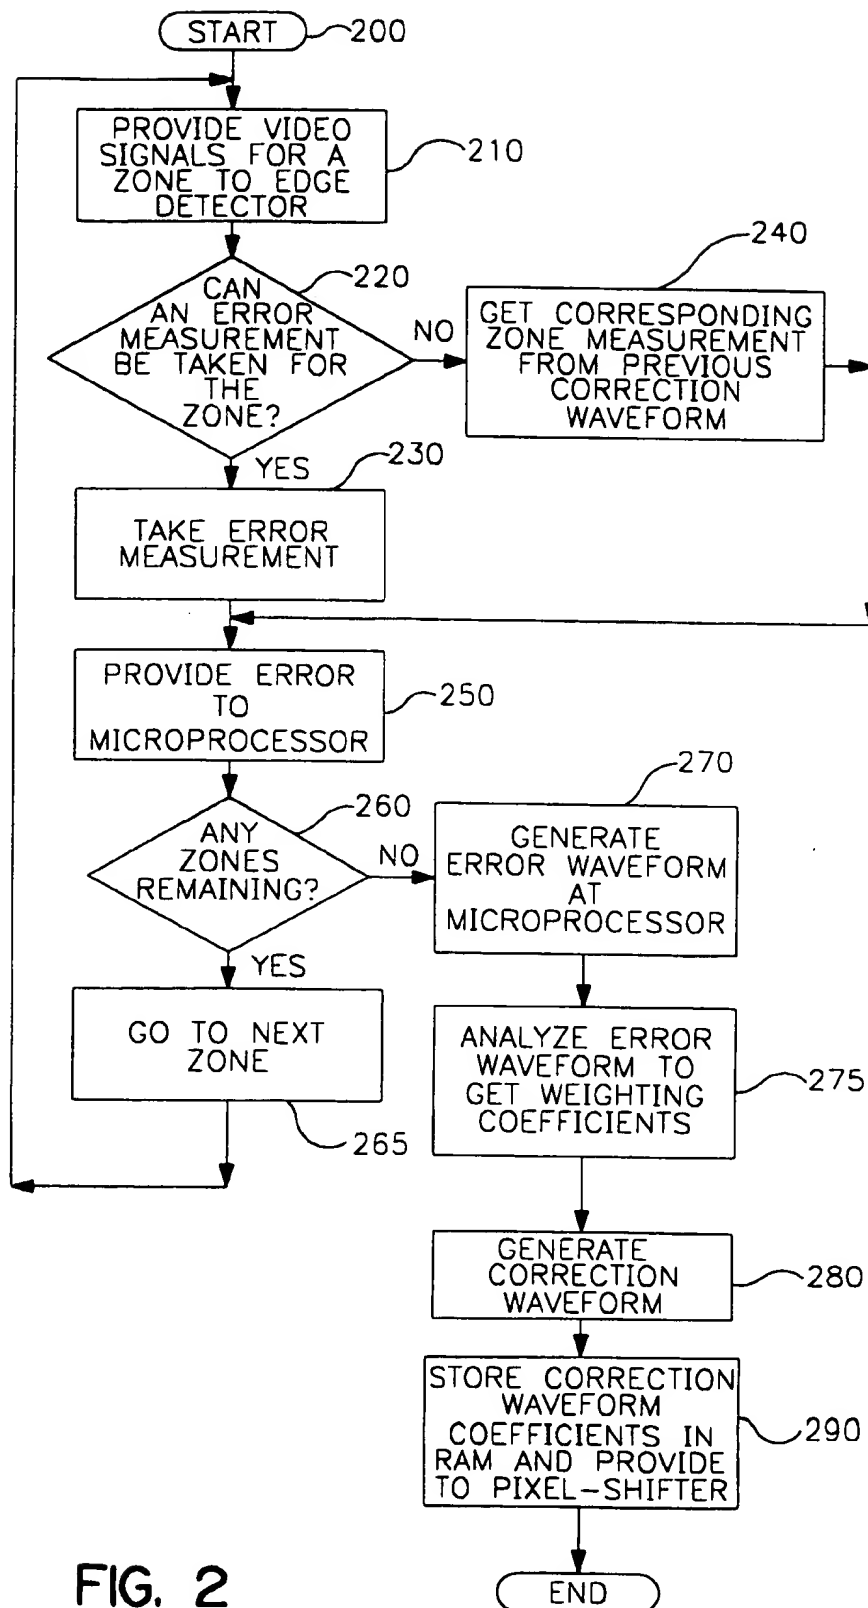 START
200
PROVIDE VIDEO
SIGNALS FOR A
ZONE TO EDGE
DETECTOR
210
CAN
AN ERROR
MEASUREMENT
BE TAKEN FOR
THE
ZONE?
220
NO
GET CORRESPONDING
ZONE MEASUREMENT
FROM PREVIOUS
CORRECTION
WAVEFORM
240
YES
230
TAKE ERROR
MEASUREMENT
PROVIDE ERROR
TO
MICROPROCESSOR
250
ANY
ZONES
REMAINING?
260
NO
GENERATE
ERROR WAVEFORM
AT
MICROPROCESSOR
270
YES
GO TO NEXT
ZONE
265
ANALYZE ERROR
WAVEFORM TO
GET WEIGHTING
COEFFICIENTS
275
GENERATE
CORRECTION
WAVEFORM
280
STORE CORRECTION
WAVEFORM
COEFFICIENTS IN
RAM AND PROVIDE
TO PIXEL-SHIFTER
290
END
FIG. 2